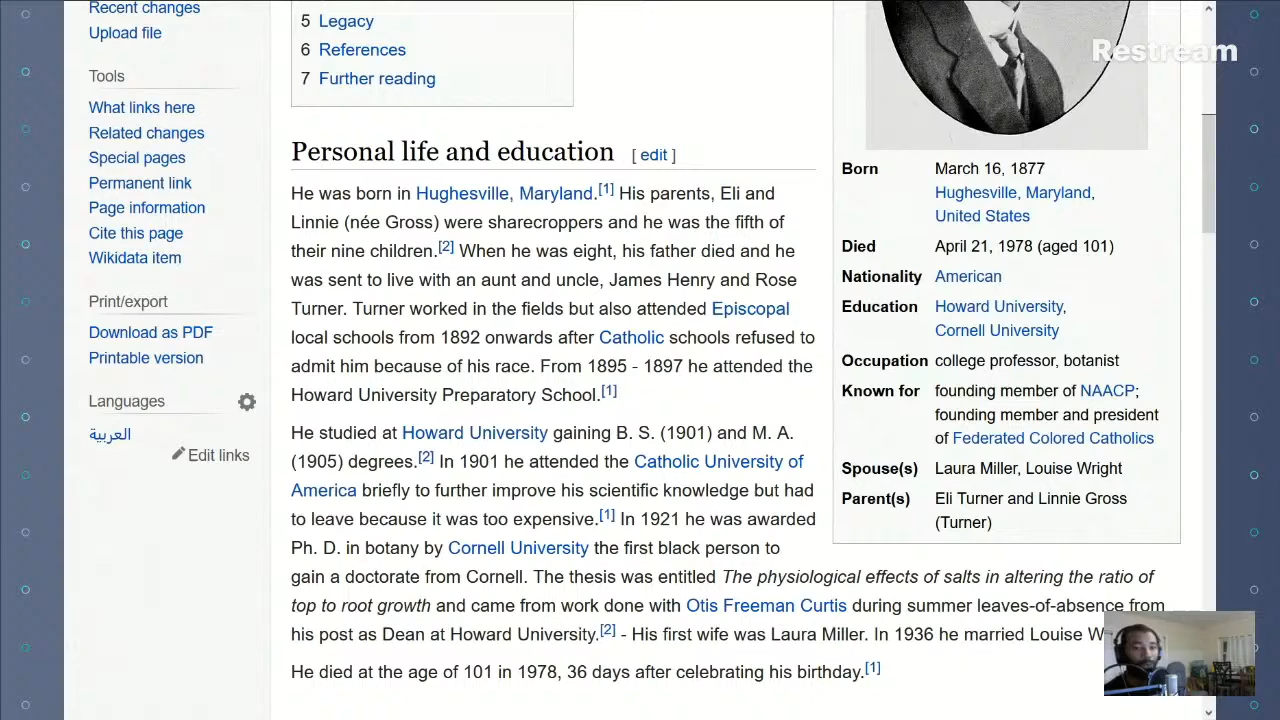 Recent changes
Upload file
Tools
What links here
Related changes
Special pages
Permanent link
Page information
Cite this page
Wikidata item
Print/export
Download as PDF
Printable version
Languages
العربية
Edit links
5 Legacy
6 References
7 Further reading
Personal life and education [ edit ]
He was born in Hughesville, Maryland.[1] His parents, Eli and
Linnie (née Gross) were sharecroppers and he was the fifth of
their nine children.[2] When he was eight, his father died and he
was sent to live with an aunt and uncle, James Henry and Rose
Turner. Turner worked in the fields but also attended Episcopal
local schools from 1892 onwards after Catholic schools refused to
admit him because of his race. From 1895 - 1897 he attended the
Howard University Preparatory School.[1]
He studied at Howard University gaining B. S. (1901) and M. A.
(1905) degrees.[2] In 1901 he attended the Catholic University of
America briefly to further improve his scientific knowledge but had
to leave because it was too expensive.[1] In 1921 he was awarded
Ph. D. in botany by Cornell University the first black person to
gain a doctorate from Cornell. The thesis was entitled The physiological effects of salts in altering the ratio of
top to root growth and came from work done with Otis Freeman Curtis during summer leaves-of-absence from
his post as Dean at Howard University.[2] - His first wife was Laura Miller. In 1936 he married Louise W
He died at the age of 101 in 1978, 36 days after celebrating his birthday.[1]
Restream
Born March 16, 1877
Hughesville, Maryland,
United States
Died April 21, 1978 (aged 101)
Nationality American
Education Howard University,
Cornell University
Occupation college professor, botanist
Known for founding member of NAACP;
founding member and president
of Federated Colored Catholics
Spouse(s) Laura Miller, Louise Wright
Parent(s) Eli Turner and Linnie Gross
(Turner)